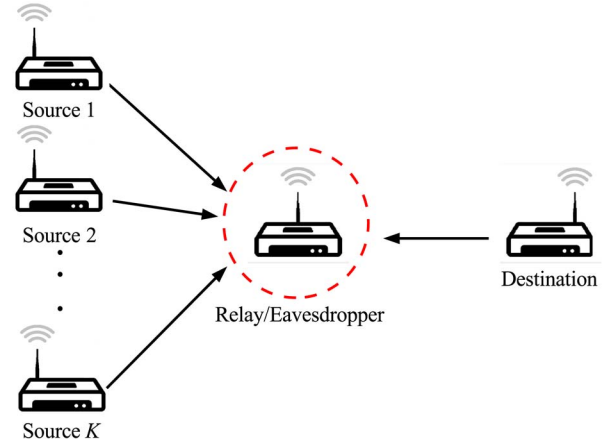 Source 1
Source 2
Relay/Eavesdropper
Destination
Source K